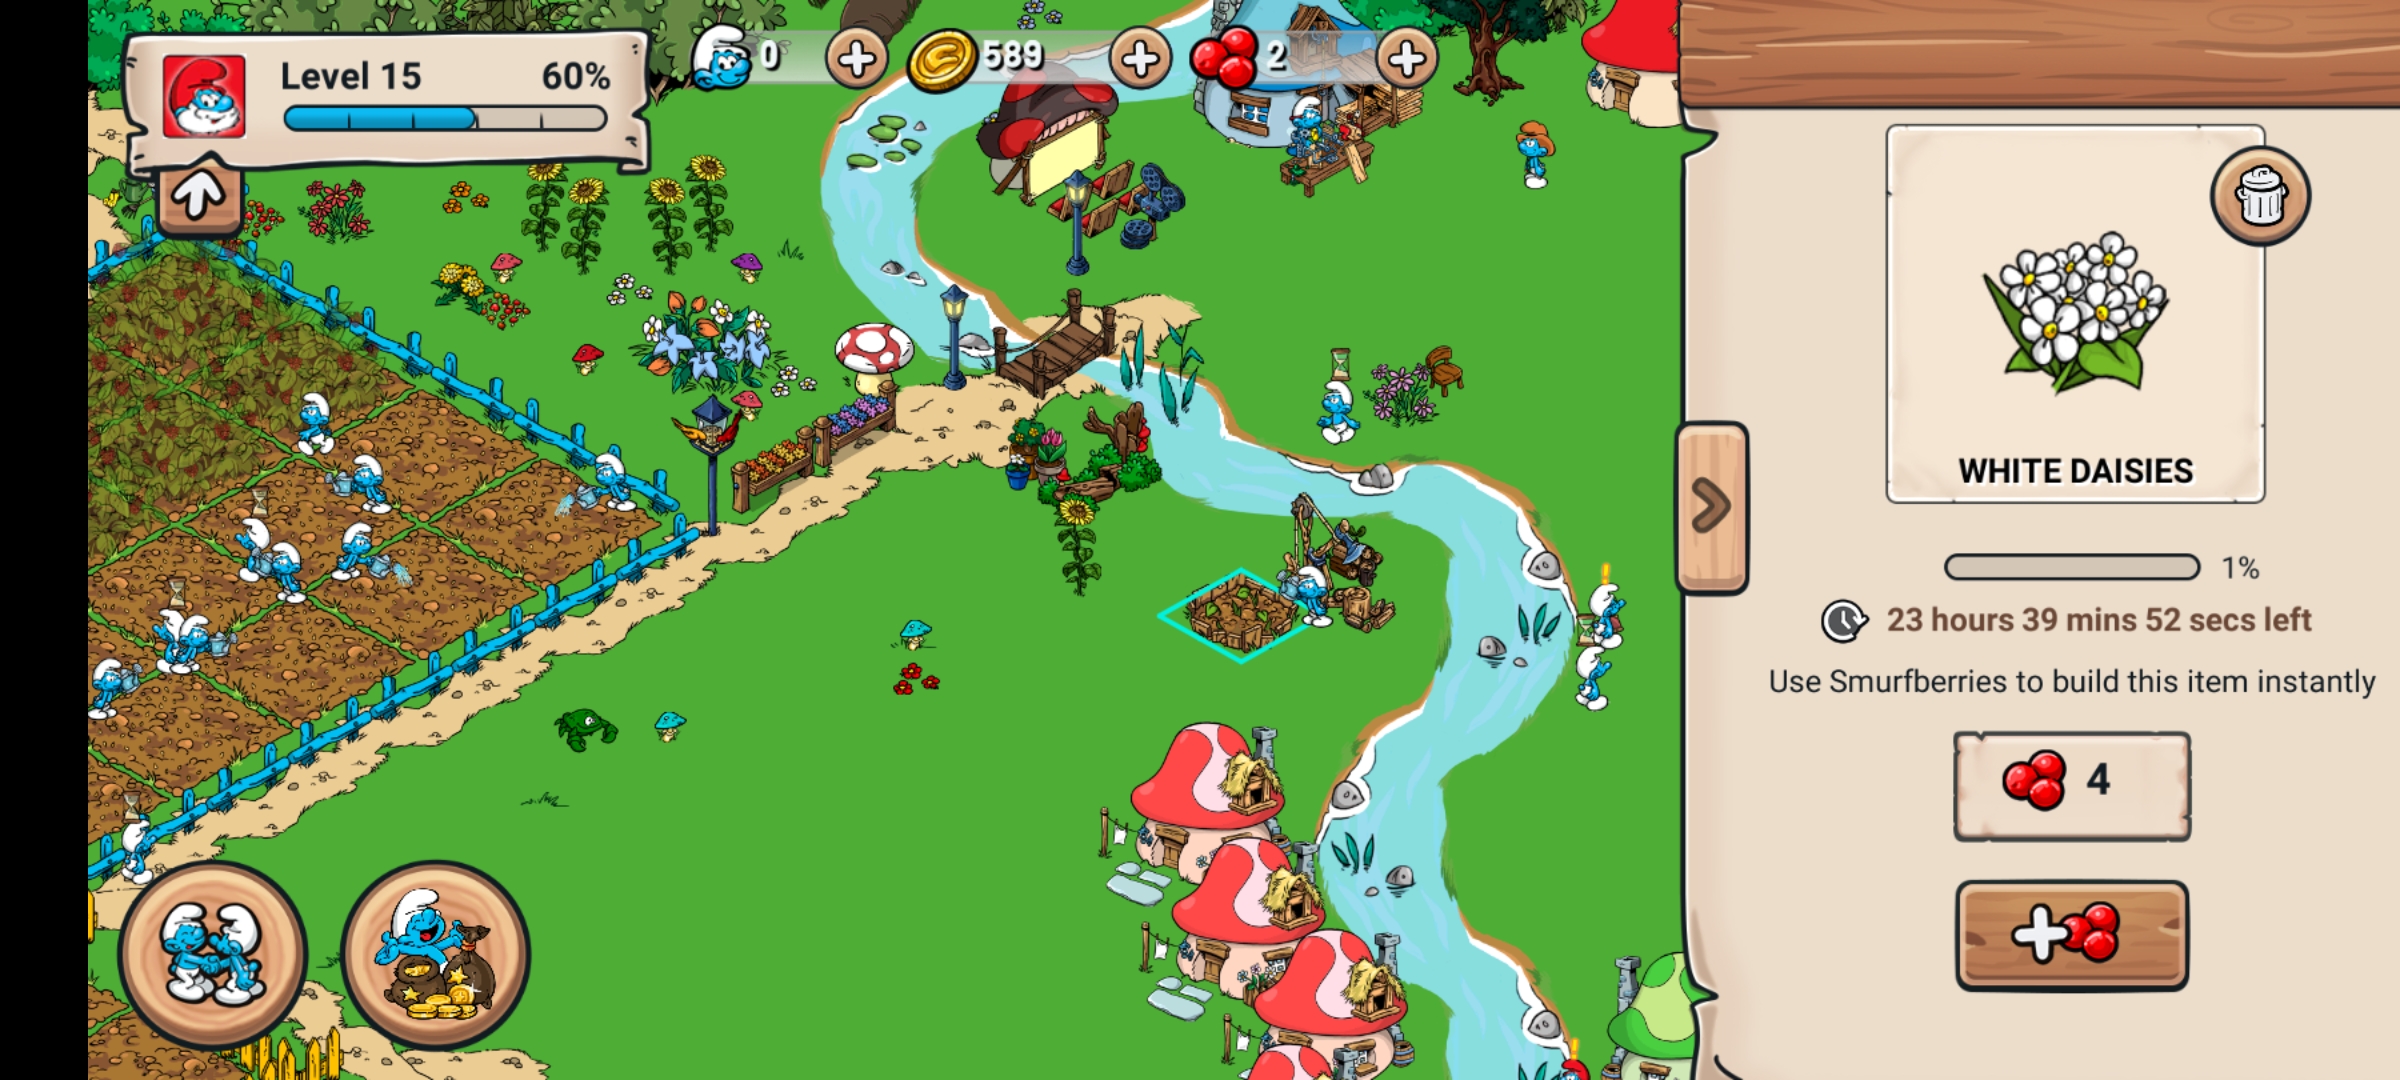 Level 15 60%
0
589
2
WHITE DAISIES
1%
23 hours 39 mins 52 secs left
Use Smurfberries to build this item instantly
4